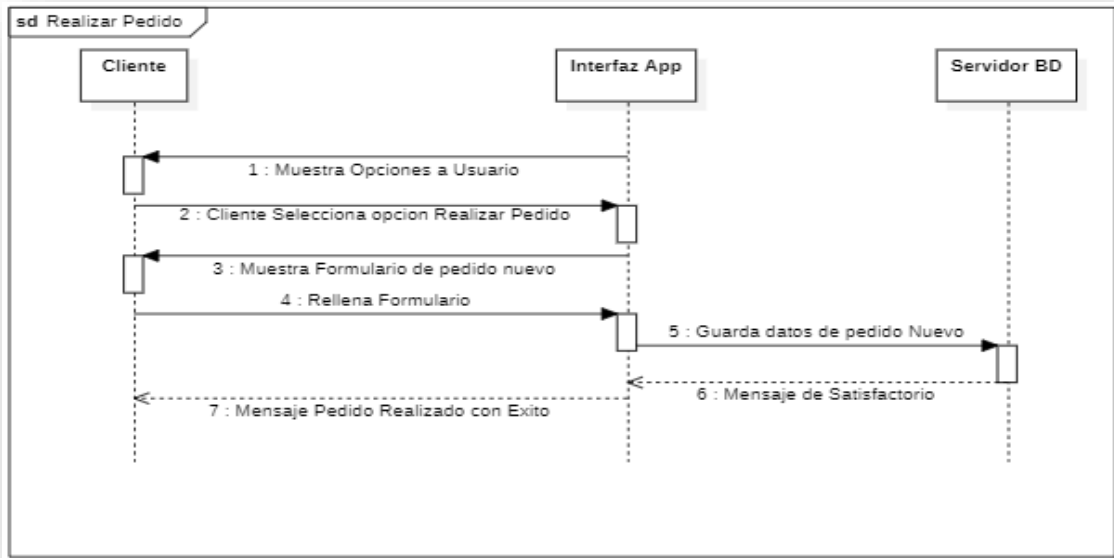 sd Realizar Pedido
Cliente
Interfaz App
Servidor BD
1 : Muestra Opciones a Usuario
2 : Cliente Selecciona opcion Realizar Pedido
3 : Muestra Formulario de pedido nuevo
4 : Rellena Formulario
5 : Guarda datos de pedido Nuevo
6 : Mensaje de Satisfactorio
7 : Mensaje Pedido Realizado con Exito